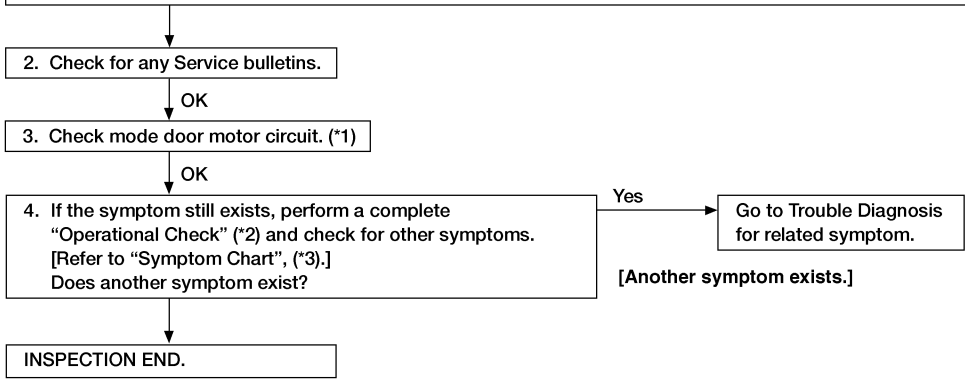 2. Check for any Service bulletins.
OK
3. Check mode door motor circuit. (*1)
OK
4. If the symptom still exists, perform a complete
“Operational Check” (*2) and check for other symptoms.
[Refer to “Symptom Chart”, (*3).]
Does another symptom exist?
Yes
Go to Trouble Diagnosis
for related symptom.
[Another symptom exists.]
INSPECTION END.